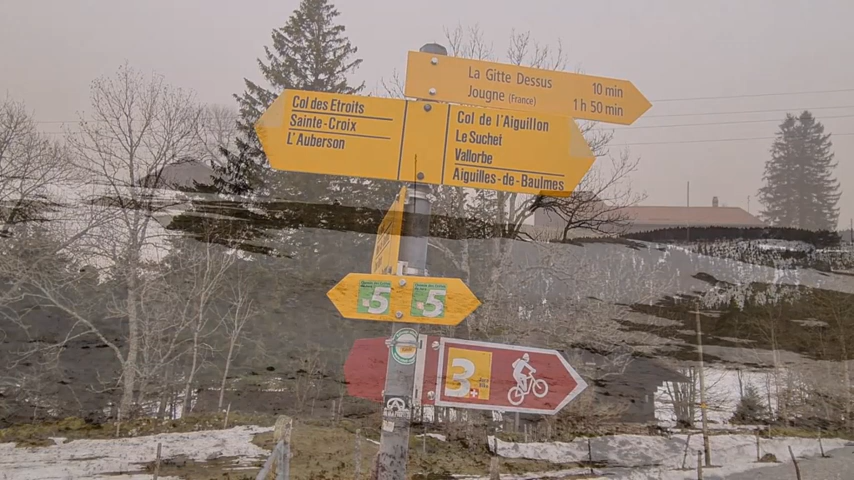 La Gitte Dessus 10 min
Jougne (France) 1 h 50 min
Col des Etroits
Sainte-Croix
L'Auberson
Col de l'Aiguillon
Le Suchet
Vallorbe
Aiguilles-de-Baulmes
5 5
3